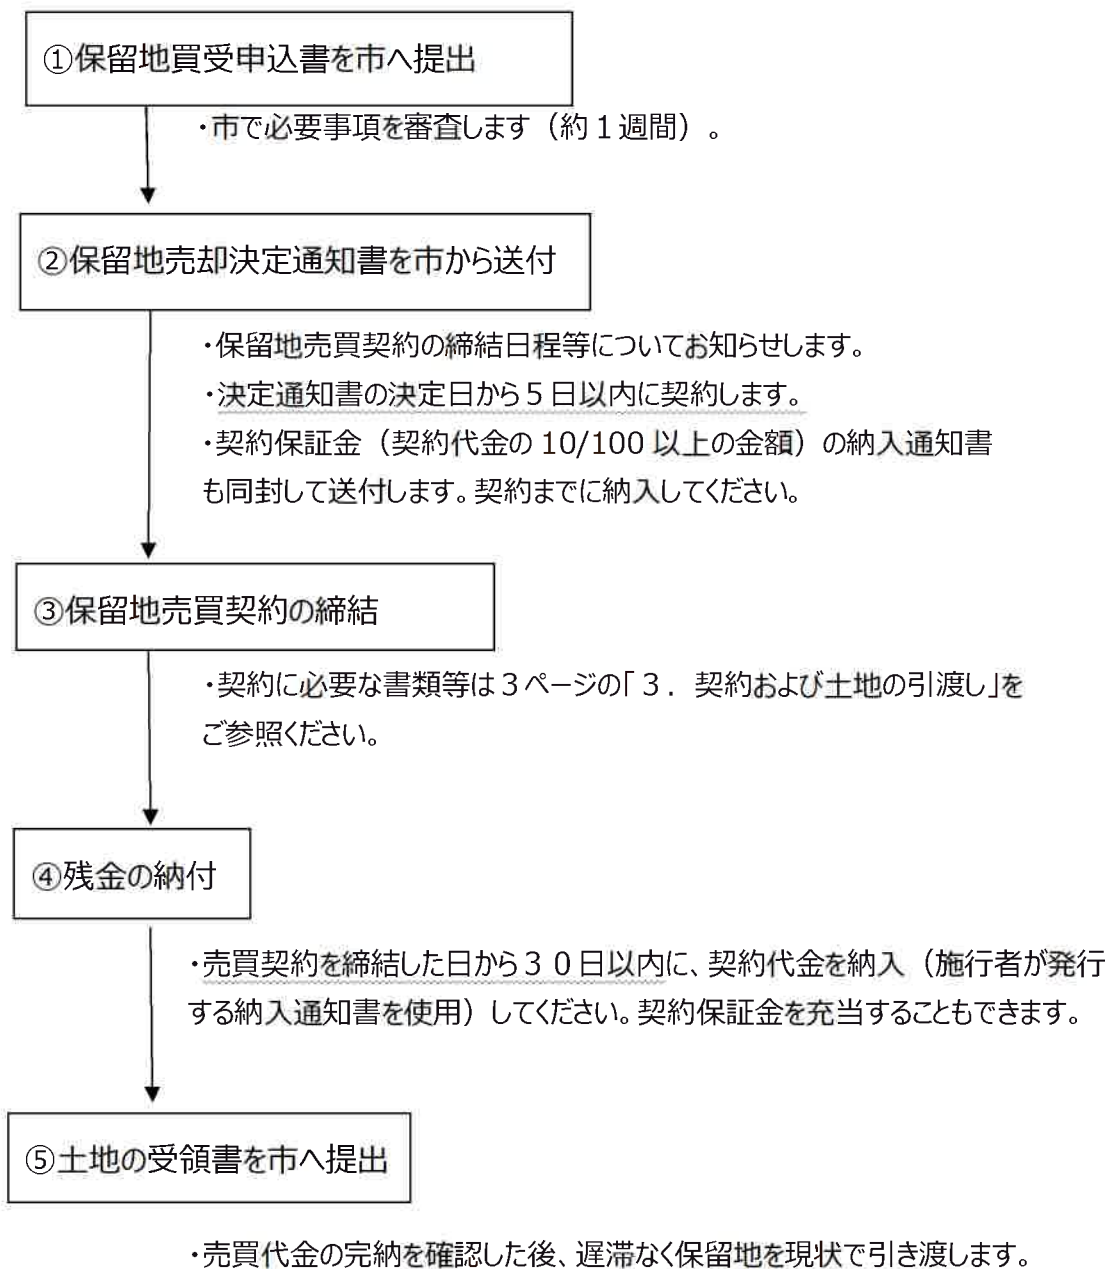 ①保留地買受申込書を市へ提出
・市で必要事項を審査します（約１週間）。
②保留地売却決定通知書を市から送付
・保留地売買契約の締結日程等についてお知らせします。
・決定通知書の決定日から５日以内に契約します。
・契約保証金（契約代金の 10/100 以上の金額）の納入通知書
も同封して送付します。契約までに納入してください。
③保留地売買契約の締結
・契約に必要な書類等は３ページの「３．契約および土地の引渡し」を
ご参照ください。
④残金の納付
・売買契約を締結した日から３０日以内に、契約代金を納入（施行者が発行
する納入通知書を使用）してください。契約保証金を充当することもできます。
⑤土地の受領書を市へ提出
・売買代金の完納を確認した後、遅滞なく保留地を現状で引き渡します。